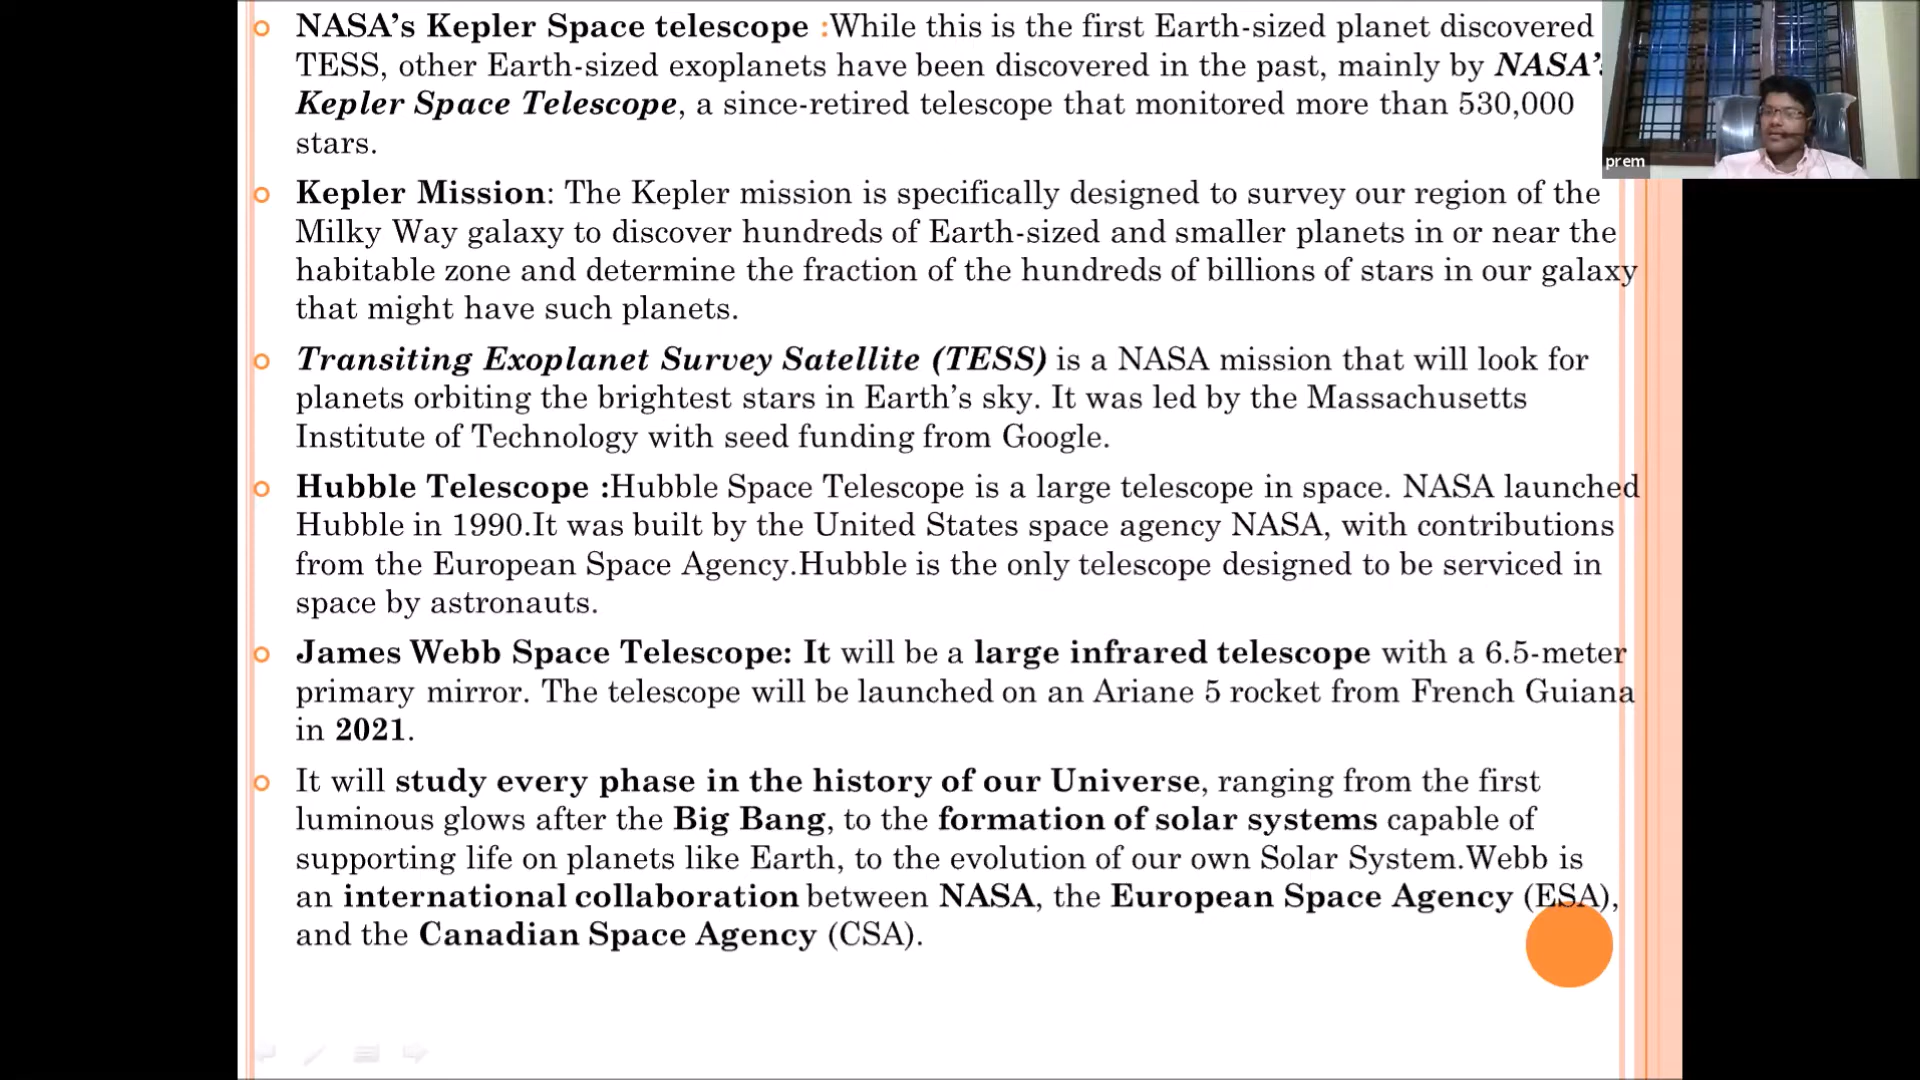 NASA's Kepler Space telescope :While this is the first Earth-sized planet discovered
TESS, other Earth-sized exoplanets have been discovered in the past, mainly by NASA's
Kepler Space Telescope, a since-retired telescope that monitored more than 530,000
stars.
prem
Kepler Mission: The Kepler mission is specifically designed to survey our region of the
Milky Way galaxy to discover hundreds of Earth-sized and smaller planets in or near the
habitable zone and determine the fraction of the hundreds of billions of stars in our galaxy
that might have such planets.
Transiting Exoplanet Survey Satellite (TESS) is a NASA mission that will look for
planets orbiting the brightest stars in Earth's sky. It was led by the Massachusetts
Institute of Technology with seed funding from Google.
Hubble Telescope :Hubble Space Telescope is a large telescope in space. NASA launched
Hubble in 1990.It was built by the United States space agency NASA, with contributions
from the European Space Agency.Hubble is the only telescope designed to be serviced in
space by astronauts.
James Webb Space Telescope: It will be a large infrared telescope with a 6.5-meter
primary mirror. The telescope will be launched on an Ariane 5 rocket from French Guiana
in 2021.
It will study every phase in the history of our Universe, ranging from the first
luminous glows after the Big Bang, to the formation of solar systems capable of
supporting life on planets like Earth, to the evolution of our own Solar System.Webb is
an international collaboration between NASA, the European Space Agency (ESA),
and the Canadian Space Agency (CSA).